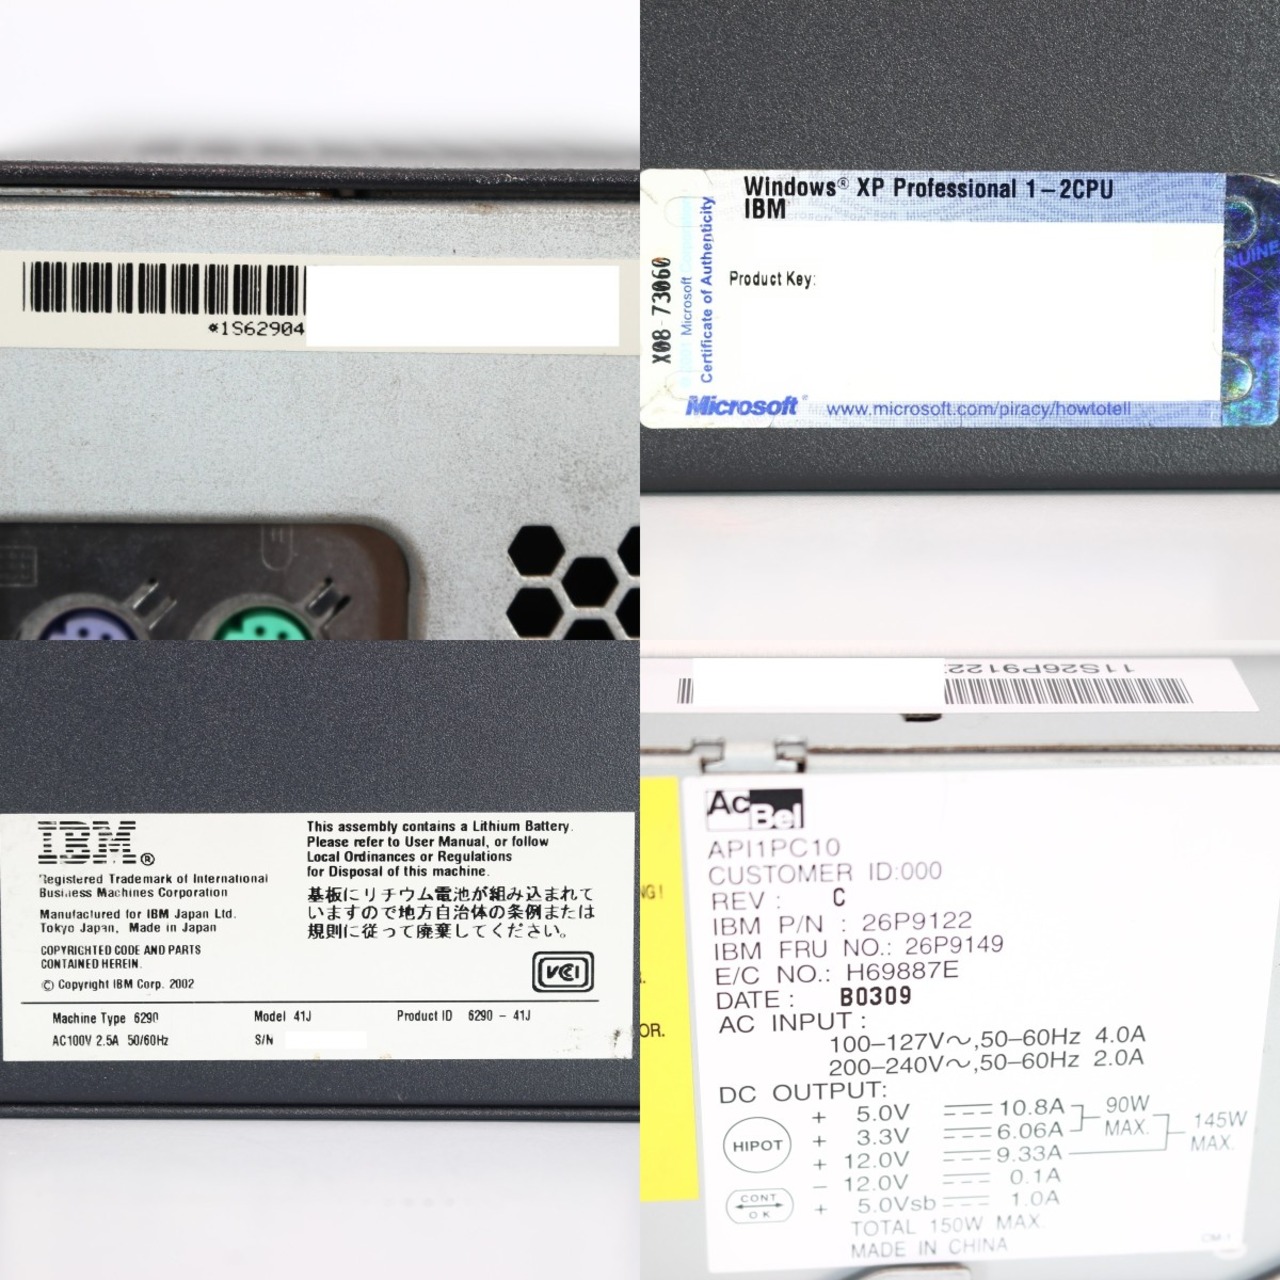 *1S62904
Windows® XP Professional 1-2CPU
IBM
Product Key:
X08-73060
Microsoft
Certificate of Authenticity
Microsoft® www.microsoft.com/piracy/howtotell
IBM®
Registered Trademark of International
Business Machines Corporation
Manufactured for IBM Japan Ltd.
Tokyo Japan, Made in Japan
COPYRIGHTED CODE AND PARTS
CONTAINED HEREIN.
© Copyright IBM Corp. 2002
This assembly contains a Lithium Battery.
Please refer to User Manual, or follow
Local Ordinances or Regulations
for Disposal of this machine.
基板にリチウム電池が組み込まれて
いますので地方自治体の条例または
規則に従って廃棄してください。
VCI
Machine Type 6290 Model 41J Product ID 6290 - 41J
AC100V 2.5A 50/60Hz S/N
11S26P9122
AcBel
API1PC10
CUSTOMER ID:000
REV : C
IBM P/N : 26P9122
IBM FRU NO.: 26P9149
E/C NO.: H69887E
DATE : B0309
AC INPUT :
100–127V~,50–60Hz 4.0A
200–240V~,50–60Hz 2.0A
DC OUTPUT:
+ 5.0V 10.8A 90W
+ 3.3V 6.06A MAX. 145W
+ 12.0V 9.33A MAX.
– 12.0V 0.1A
+ 5.0Vsb 1.0A
HIPOT
CONT
OK
TOTAL 150W MAX.
MADE IN CHINA
CM-1